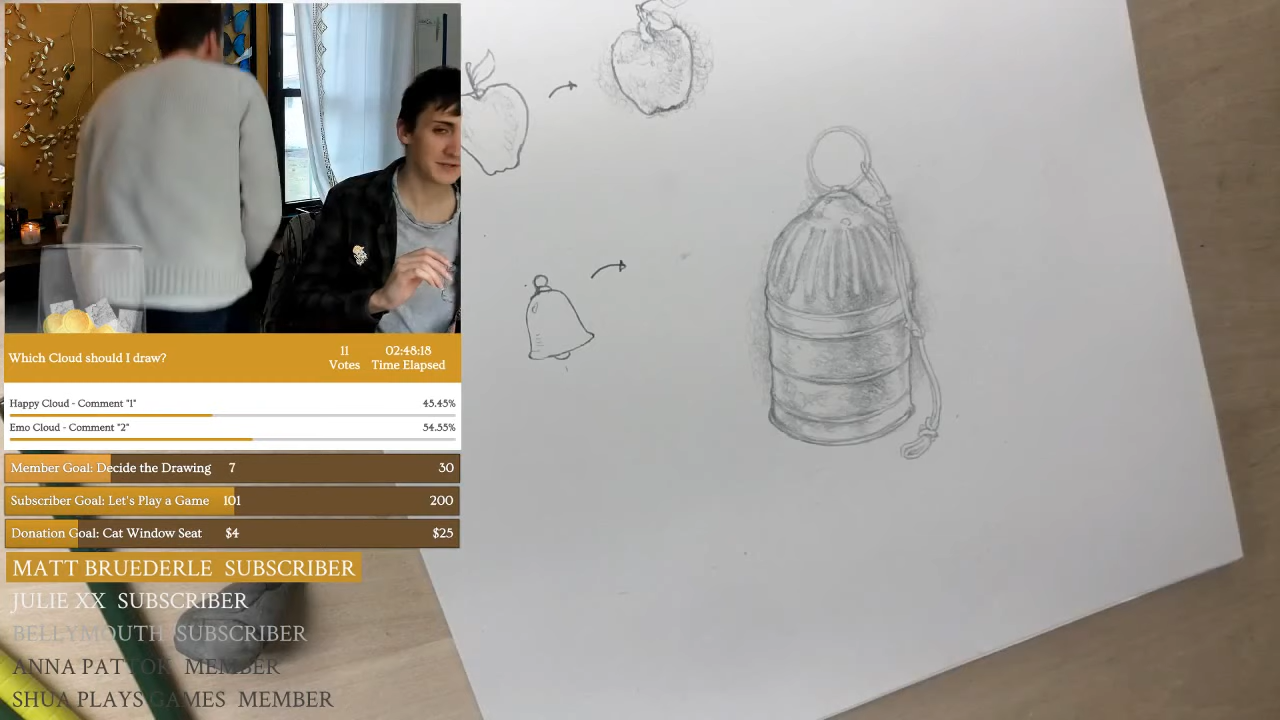 Which Cloud should I draw?
11 Votes
02:48:18 Time Elapsed
Happy Cloud - Comment "1" 45.45%
Emo Cloud - Comment "2" 54.55%
Member Goal: Decide the Drawing 7 30
Subscriber Goal: Let's Play a Game 101 200
Donation Goal: Cat Window Seat $4 $25
MATT BRUEDERLE SUBSCRIBER
JULIE XX SUBSCRIBER
BELLYMOUTH SUBSCRIBER
ANNA PATTOK MEMBER
SHUA PLAYS GAMES MEMBER